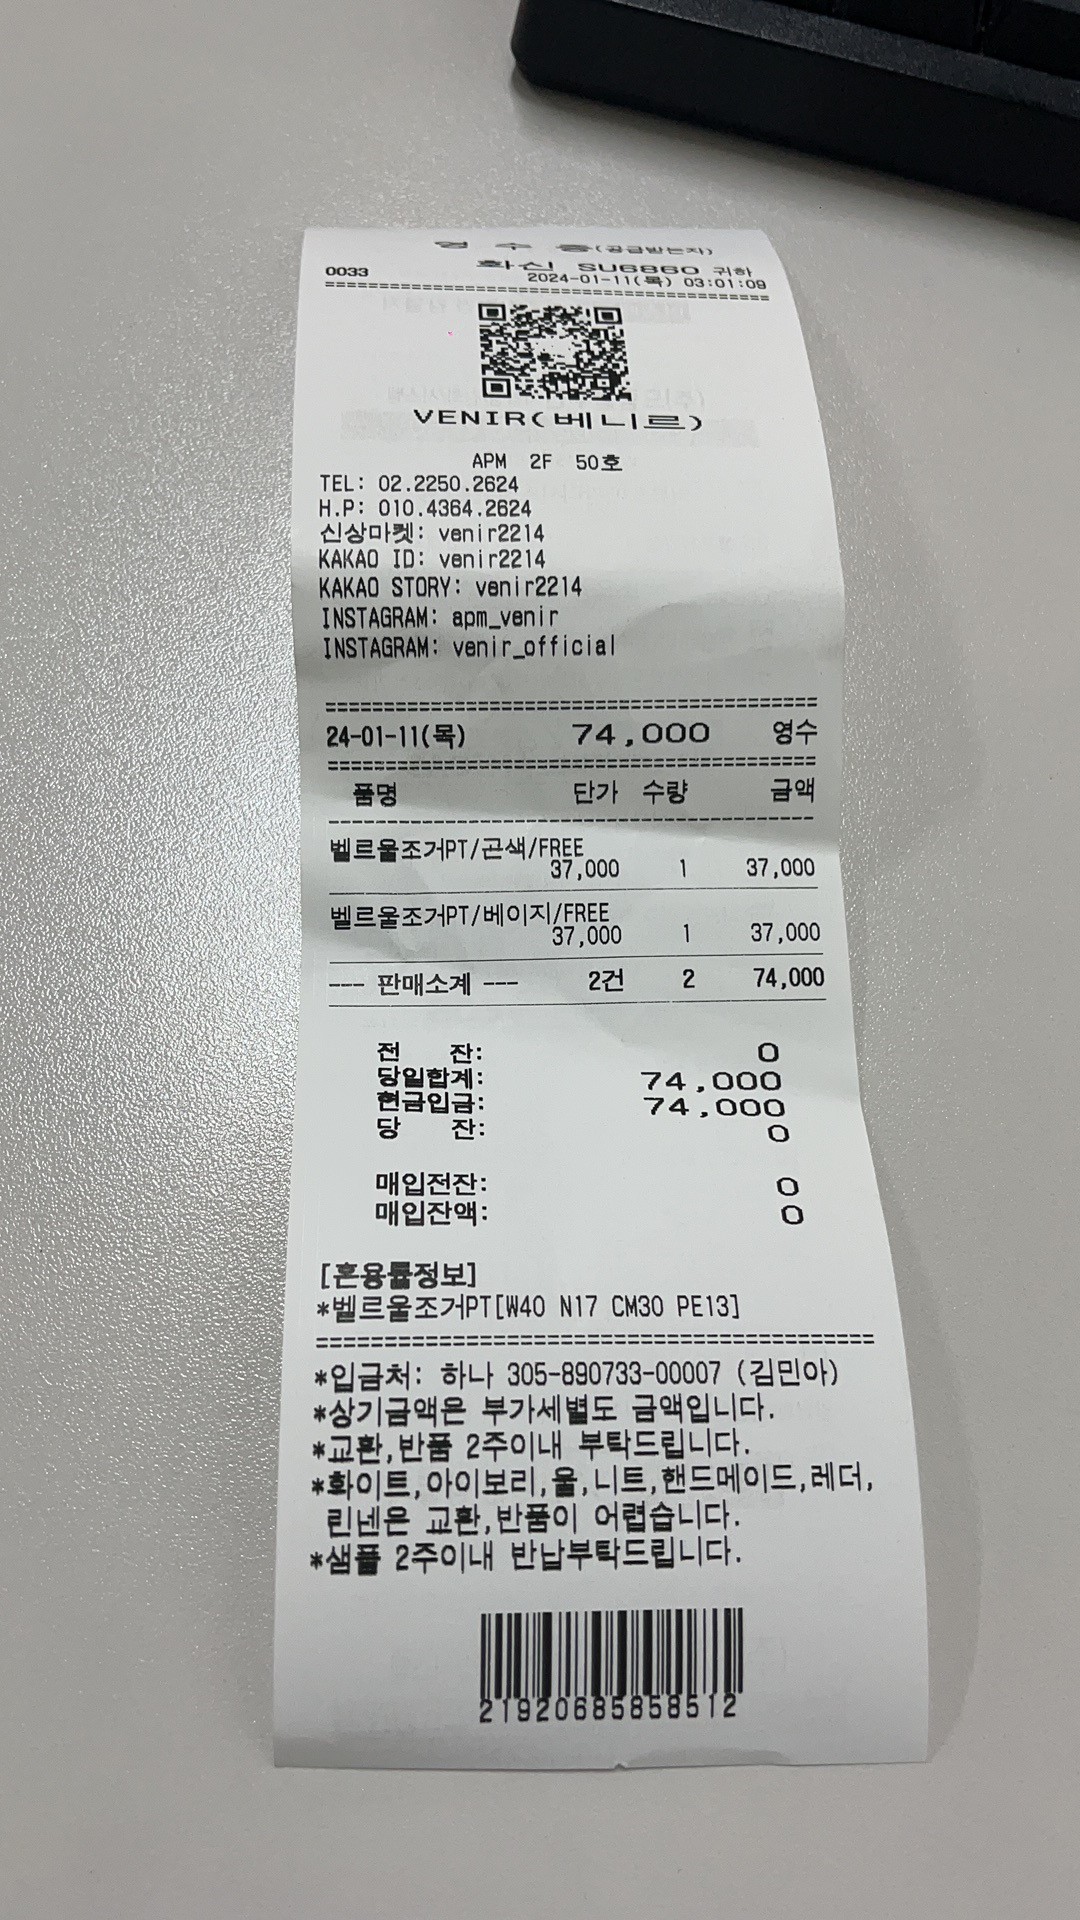 영 수 증(공급받는자)
화신 SU6860 귀하
0033 2024-01-11(목) 03:01:09
VENIR(베니르)
APM 2F 50호
TEL: 02.2250.2624
H.P: 010.4364.2624
신상마켓: venir2214
KAKAO ID: venir2214
KAKAO STORY: venir2214
INSTAGRAM: apm_venir
INSTAGRAM: venir_official
24-01-11(목) 74,000 영수
품명 단가 수량 금액
벨르울조거PT/곤색/FREE
37,000 1 37,000
벨르울조거PT/베이지/FREE
37,000 1 37,000
--- 판매소계 --- 2건 2 74,000
전 잔: 0
당일합계: 74,000
현금입금: 74,000
당 잔: 0
매입전잔: 0
매입잔액: 0
[혼용률정보]
*벨르울조거PT[W40 N17 CM30 PE13]
*입금처: 하나 305-890733-00007 (김민아)
*상기금액은 부가세별도 금액입니다.
*교환,반품 2주이내 부탁드립니다.
*화이트,아이보리,울,니트,핸드메이드,레더,
린넨은 교환,반품이 어렵습니다.
*샘플 2주이내 반납부탁드립니다.
21920685858512